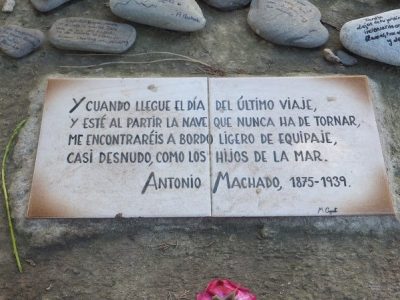 Y CUANDO LLEGUE EL DÍA DEL ÚLTIMO VIAJE,
Y ESTÉ AL PARTIR LA NAVE QUE NUNCA HA DE TORNAR,
ME ENCONTRARÉIS A BORDO LIGERO DE EQUIPAJE,
CASI DESNUDO, COMO LOS HIJOS DE LA MAR.
ANTONIO MACHADO, 1875-1939.